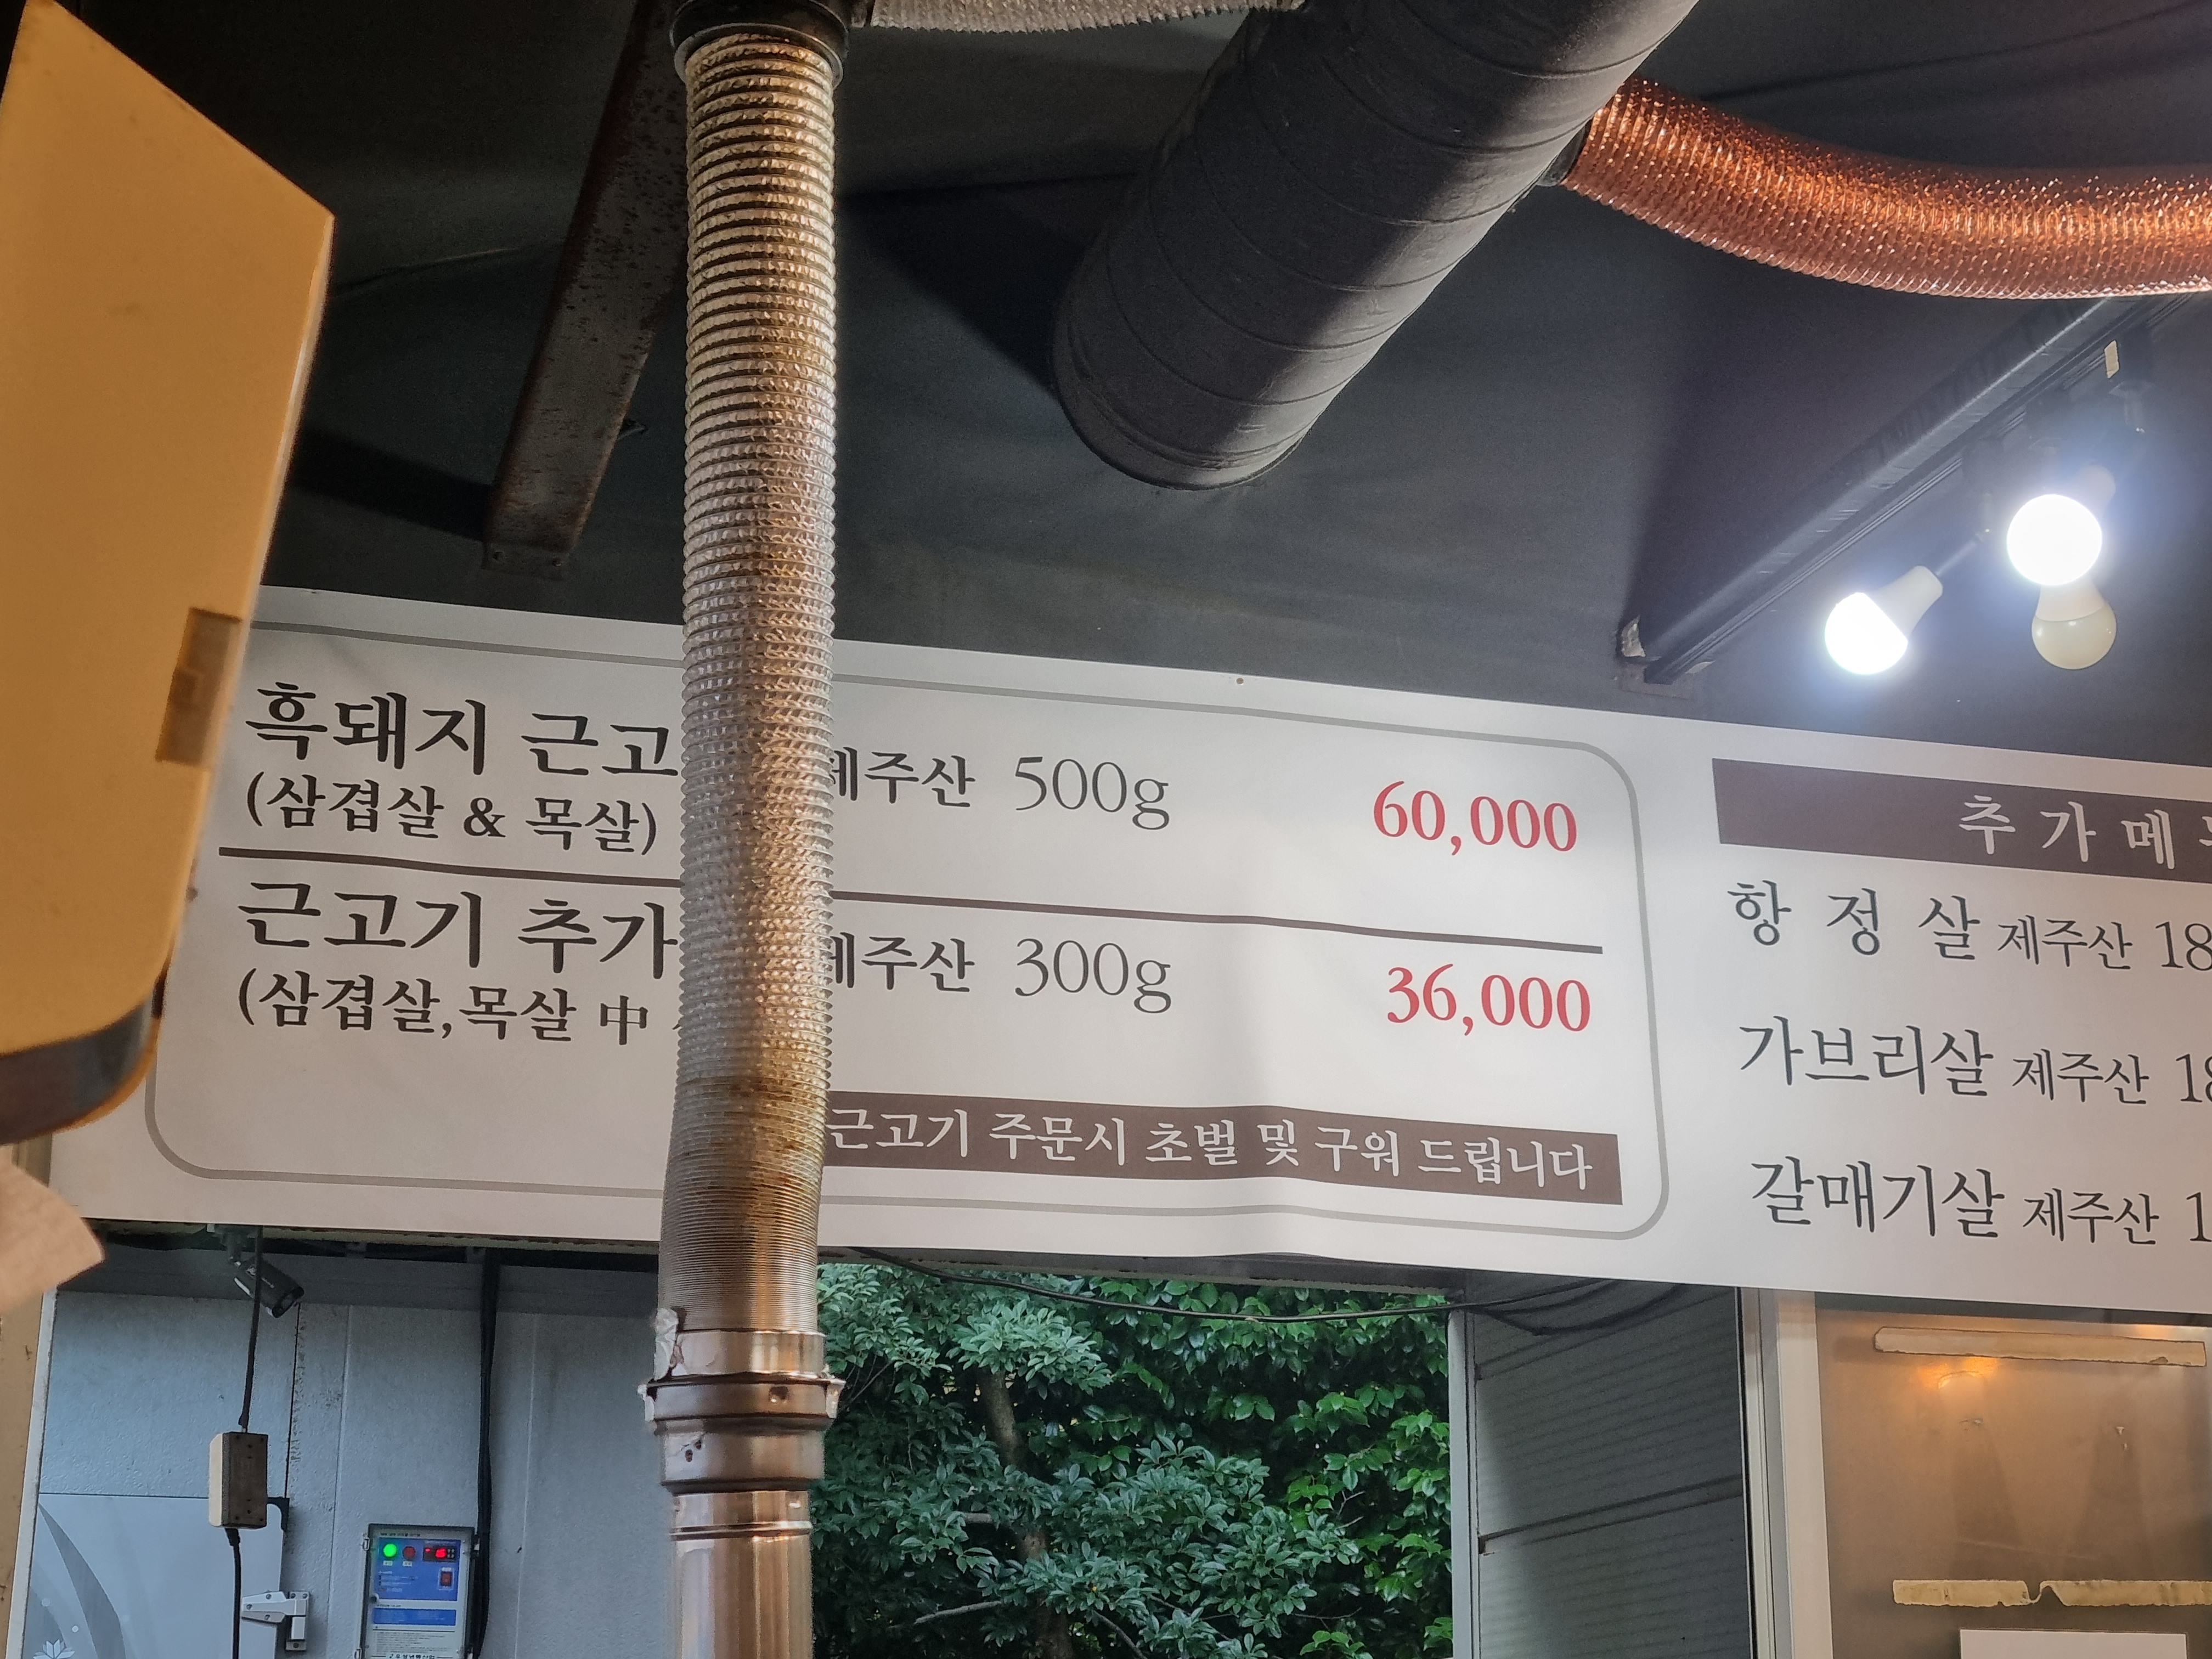 흑돼지 근고
제주산 500g 60,000
(삼겹살 & 목살)
근고기 추가
제주산 300g 36,000
(삼겹살,목살 中
근고기 주문시 초벌 및 구워 드립니다
추가메
항정살 제주산 18
가브리살 제주산 18
갈매기살 제주산 1